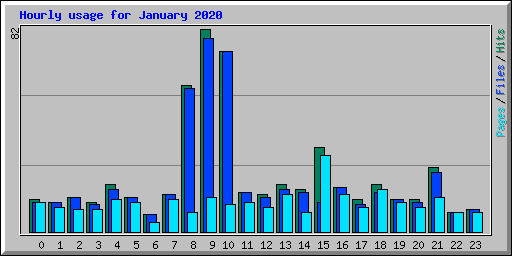 Hourly usage for January 2020
82
Pages/Files/Hits
0 1 2 3 4 5 6 7 8 9 10 11 12 13 14 15 16 17 18 19 20 21 22 23